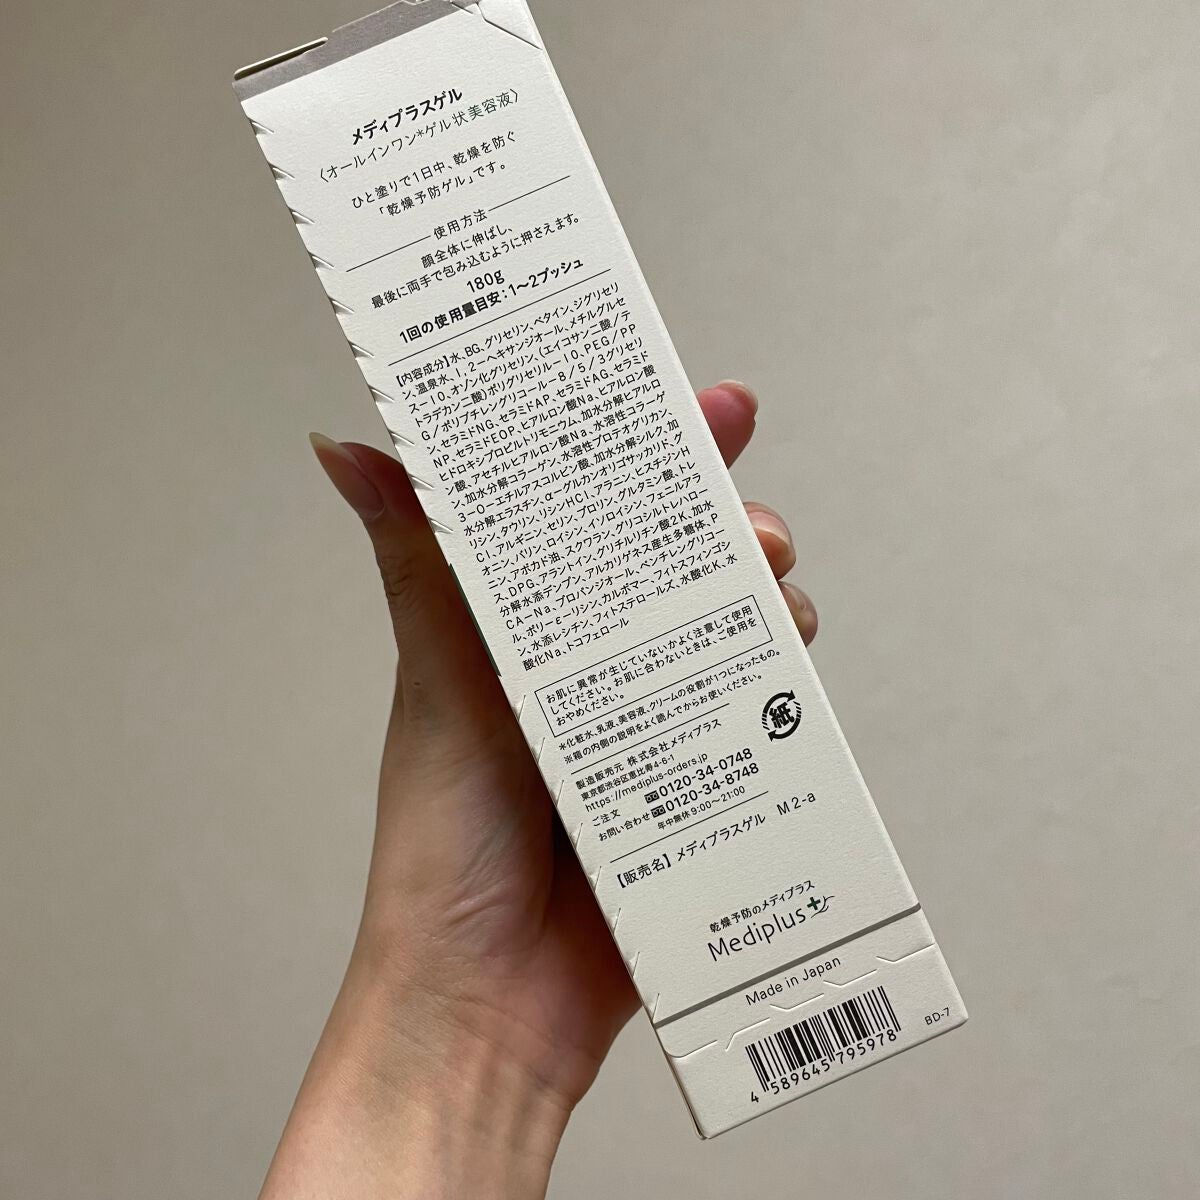 メディプラスゲル
〈オールインワン*ゲル状美容液〉
ひと塗りで1日中、乾燥を防ぐ
「乾燥予防ゲル」です。
使用方法
顔全体に伸ばし、
最後に両手で包み込むように押さえます。
180g
1回の使用量目安:1〜2プッシュ
【内容成分】水、BG、グリセリン、ベタイン、ジグリセリ
ン、温泉水、1,2-ヘキサンジオール、メチルグルセ
ス-10、オゾン化グリセリン、(エイコサン二酸/テ
トラデカン二酸)ポリグリセリル-10、PEG/PP
G/ポリブチレングリコール-8/5/3グリセリ
ン、セラミドNG、セラミドAP、セラミドAG、セラミド
NP、セラミドEOP、ヒアルロン酸Na、ヒアルロン酸
ヒドロキシプロピルトリモニウム、加水分解ヒアルロ
ン酸、アセチルヒアルロン酸Na、水溶性コラーゲ
ン、加水分解コラーゲン、水溶性プロテオグリカン、
3-O-エチルアスコルビン酸、加水分解シルク、加
水分解エラスチン、α-グルカンオリゴサッカリド、グ
リシン、タウリン、リシンHCl、アラニン、ヒスチジンH
Cl、アルギニン、セリン、プロリン、グルタミン酸、トレ
オニン、バリン、ロイシン、イソロイシン、フェニルアラ
ニン、アボカド油、スクワラン、グリコシルトレハロー
ス、DPG、アラントイン、グリチルリチン酸2K、加水
分解水添デンプン、アルカリゲネス産生多糖体、P
CA-Na、プロパンジオール、ペンチレングリコー
ル、ポリ-ε-リシン、カルボマー、フィトスフィンゴシ
ン、水添レシチン、フィトステロールズ、水酸化K、水
酸化Na、トコフェロール
お肌に異常が生じていないかよく注意して使用
してください。お肌に合わないときは、ご使用を
おやめください。
*化粧水、乳液、美容液、クリームの役割が1つになったもの。
※箱の内側の説明をよく読んでからお使いください。
紙
製造販売元 株式会社メディプラス
東京都渋谷区恵比寿4-6-1
https://mediplus-orders.jp
ご注文 0120-34-0748
お問い合わせ 0120-34-8748
年中無休9:00〜21:00
【販売名】メディプラスゲル M2-a
乾燥予防のメディプラス
Mediplus+
Made in Japan
BD-7
4 589645 795978